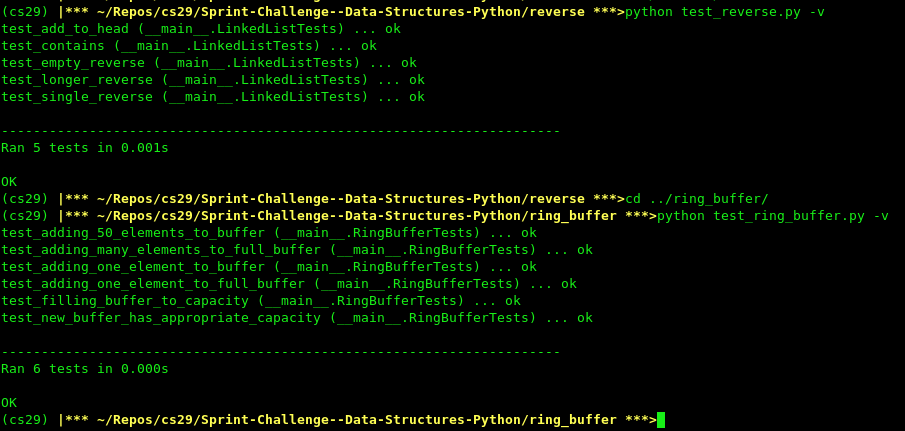 (cs29) |*** ~/Repos/cs29/Sprint-Challenge--Data-Structures-Python/reverse ***>python test_reverse.py -v
test_add_to_head (__main__.LinkedListTests) ... ok
test_contains (__main__.LinkedListTests) ... ok
test_empty_reverse (__main__.LinkedListTests) ... ok
test_longer_reverse (__main__.LinkedListTests) ... ok
test_single_reverse (__main__.LinkedListTests) ... ok
----------------------------------------------------------------------
Ran 5 tests in 0.001s
OK
(cs29) |*** ~/Repos/cs29/Sprint-Challenge--Data-Structures-Python/reverse ***>cd ../ring_buffer/
(cs29) |*** ~/Repos/cs29/Sprint-Challenge--Data-Structures-Python/ring_buffer ***>python test_ring_buffer.py -v
test_adding_50_elements_to_buffer (__main__.RingBufferTests) ... ok
test_adding_many_elements_to_full_buffer (__main__.RingBufferTests) ... ok
test_adding_one_element_to_buffer (__main__.RingBufferTests) ... ok
test_adding_one_element_to_full_buffer (__main__.RingBufferTests) ... ok
test_filling_buffer_to_capacity (__main__.RingBufferTests) ... ok
test_new_buffer_has_appropriate_capacity (__main__.RingBufferTests) ... ok
----------------------------------------------------------------------
Ran 6 tests in 0.000s
OK
(cs29) |*** ~/Repos/cs29/Sprint-Challenge--Data-Structures-Python/ring_buffer ***>